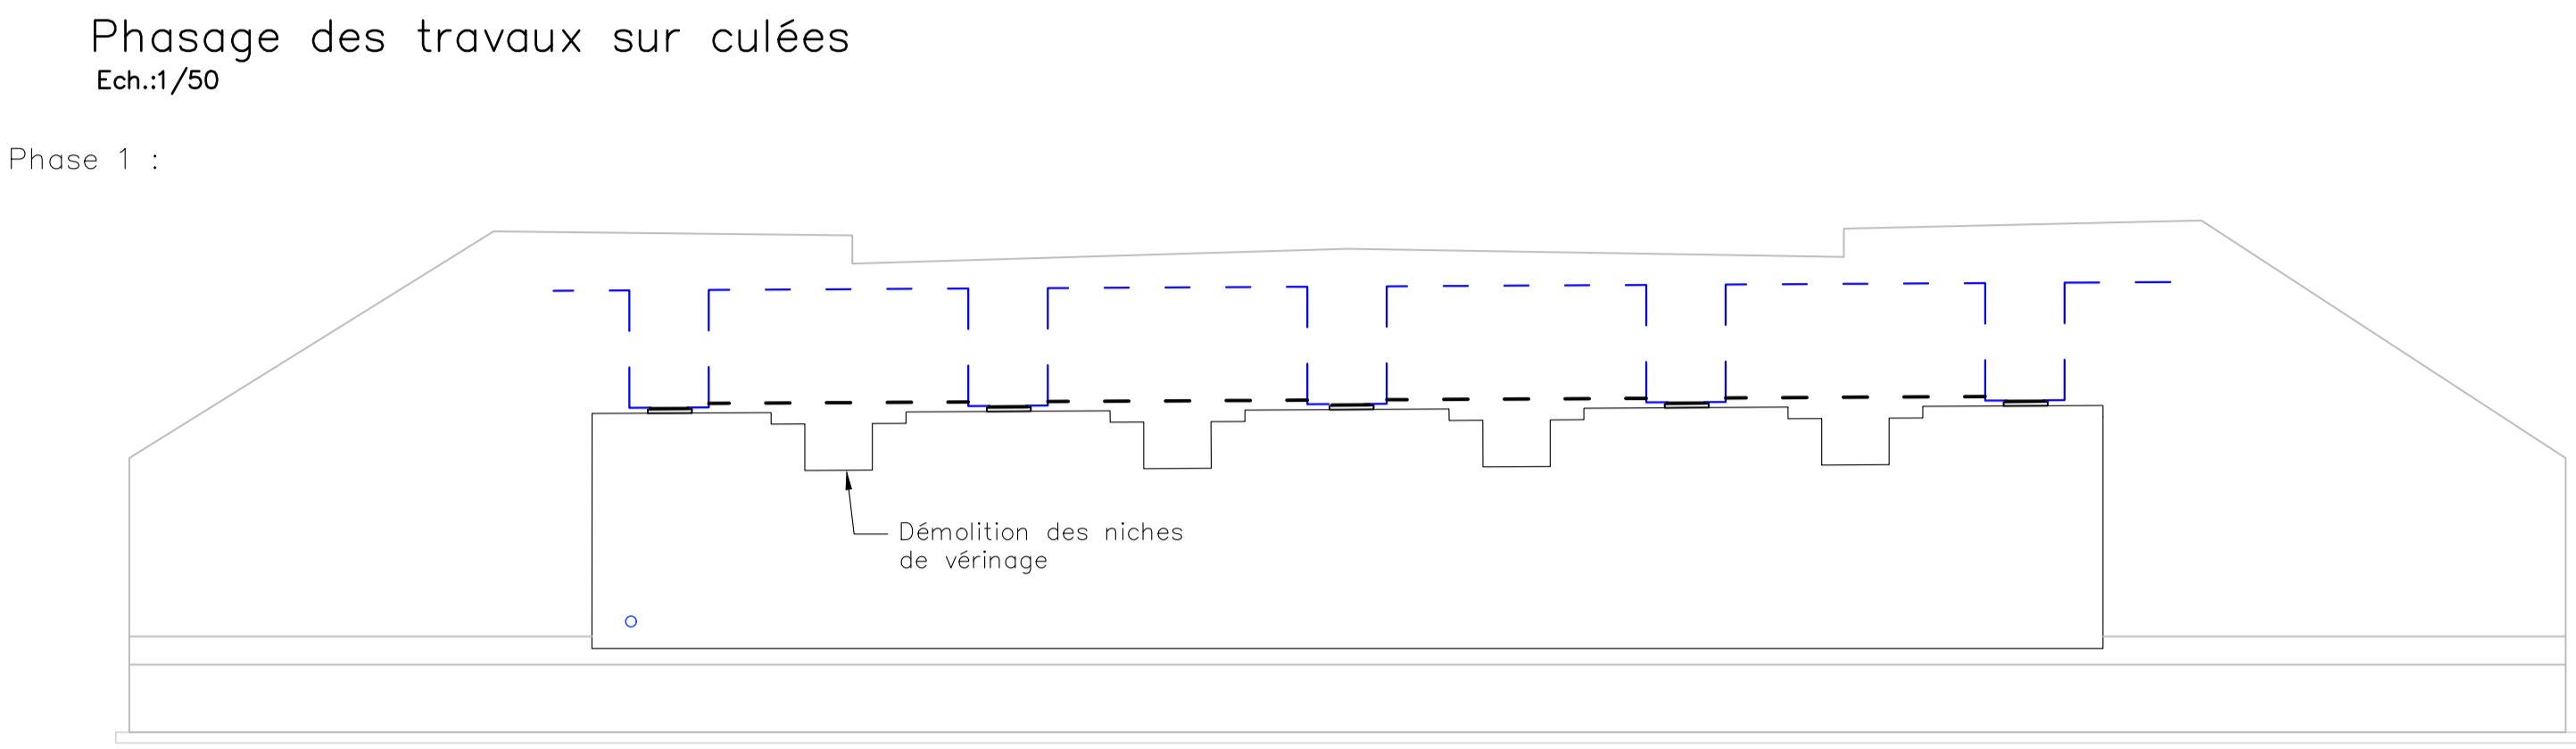 Phasage des travaux sur culées
Ech.:1/50
Phase 1 :
Démolition des niches
de vérinage